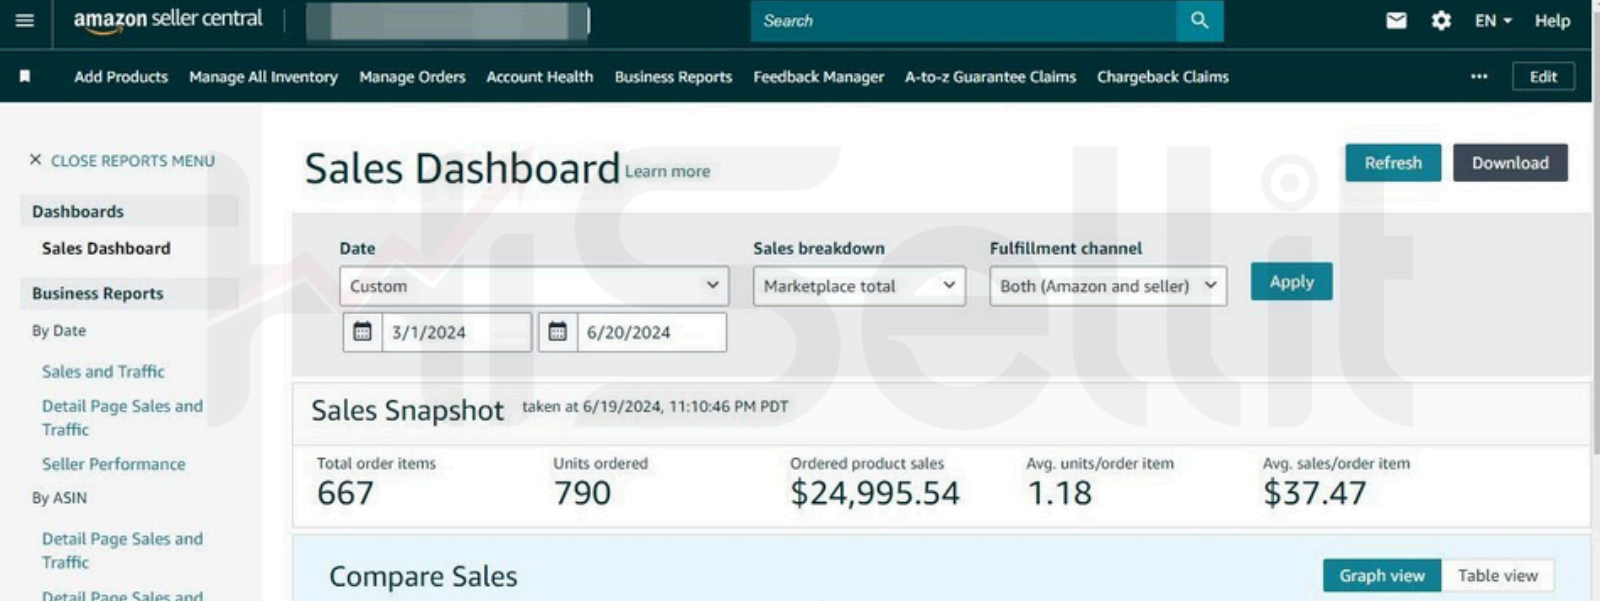 amazon seller central
Search
EN
Help
Add Products Manage All Inventory Manage Orders Account Health Business Reports Feedback Manager A-to-z Guarantee Claims Chargeback Claims ... Edit
× CLOSE REPORTS MENU
Dashboards
Sales Dashboard
Business Reports
By Date
Sales and Traffic
Detail Page Sales and
Traffic
Seller Performance
By ASIN
Detail Page Sales and
Traffic
Detail Page Sales and
Sales Dashboard Learn more
Refresh Download
Date Sales breakdown Fulfillment channel
Custom Marketplace total Both (Amazon and seller) Apply
3/1/2024 6/20/2024
Sales Snapshot taken at 6/19/2024, 11:10:46 PM PDT
Total order items Units ordered Ordered product sales Avg. units/order item Avg. sales/order item
667 790 $24,995.54 1.18 $37.47
Compare Sales Graph view Table view